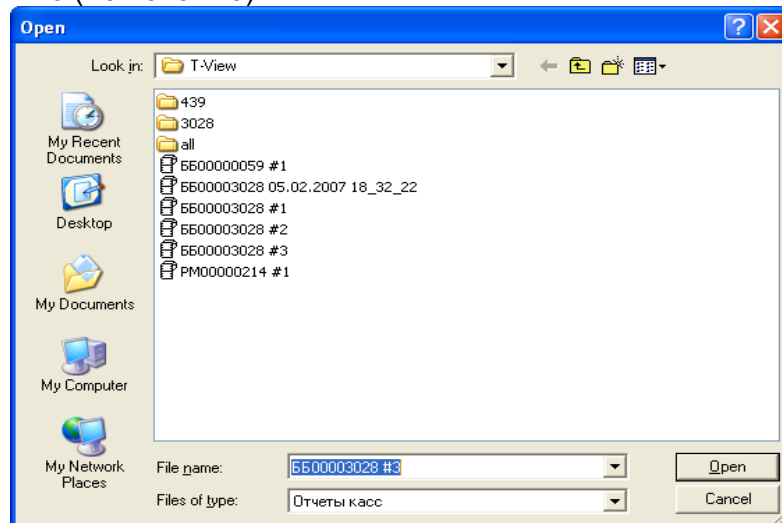 Open
Look in:
T-View
My Recent
Documents
Desktop
My Documents
My Computer
My Network
Places
439
3028
all
ББ00000059 #1
ББ00003028 05.02.2007 18_32_22
ББ00003028 #1
ББ00003028 #2
ББ00003028 #3
РМ00000214 #1
File name:
ББ00003028 #3
Open
Files of type:
Отчеты касс
Cancel